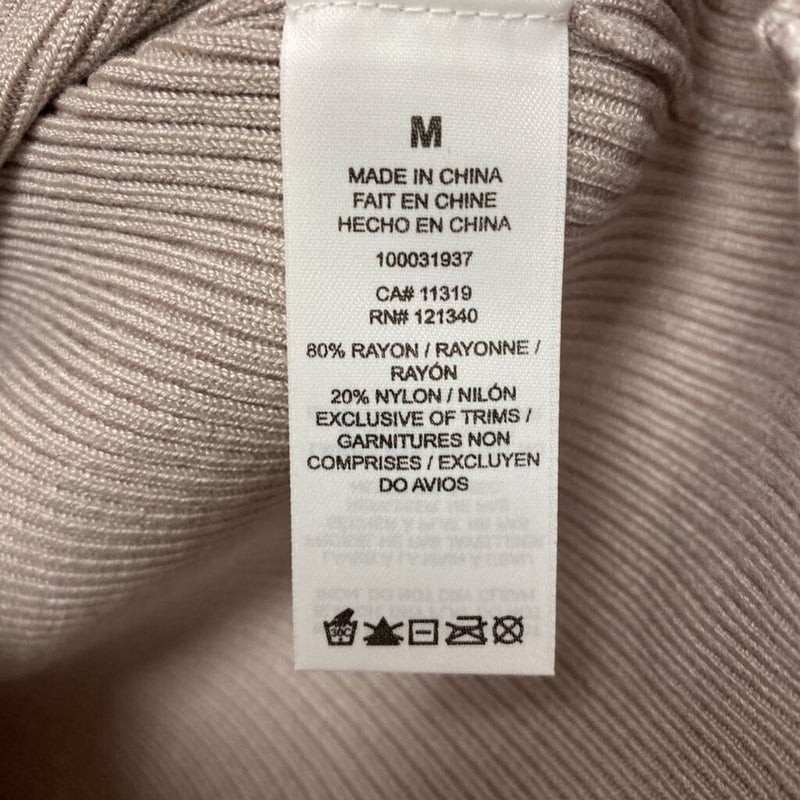 M
MADE IN CHINA
FAIT EN CHINE
HECHO EN CHINA
100031937
CA# 11319
RN# 121340
80% RAYON / RAYONNE /
RAYÓN
20% NYLON / NILÓN
EXCLUSIVE OF TRIMS /
GARNITURES NON
COMPRISES / EXCLUYEN
DO AVIOS
30C